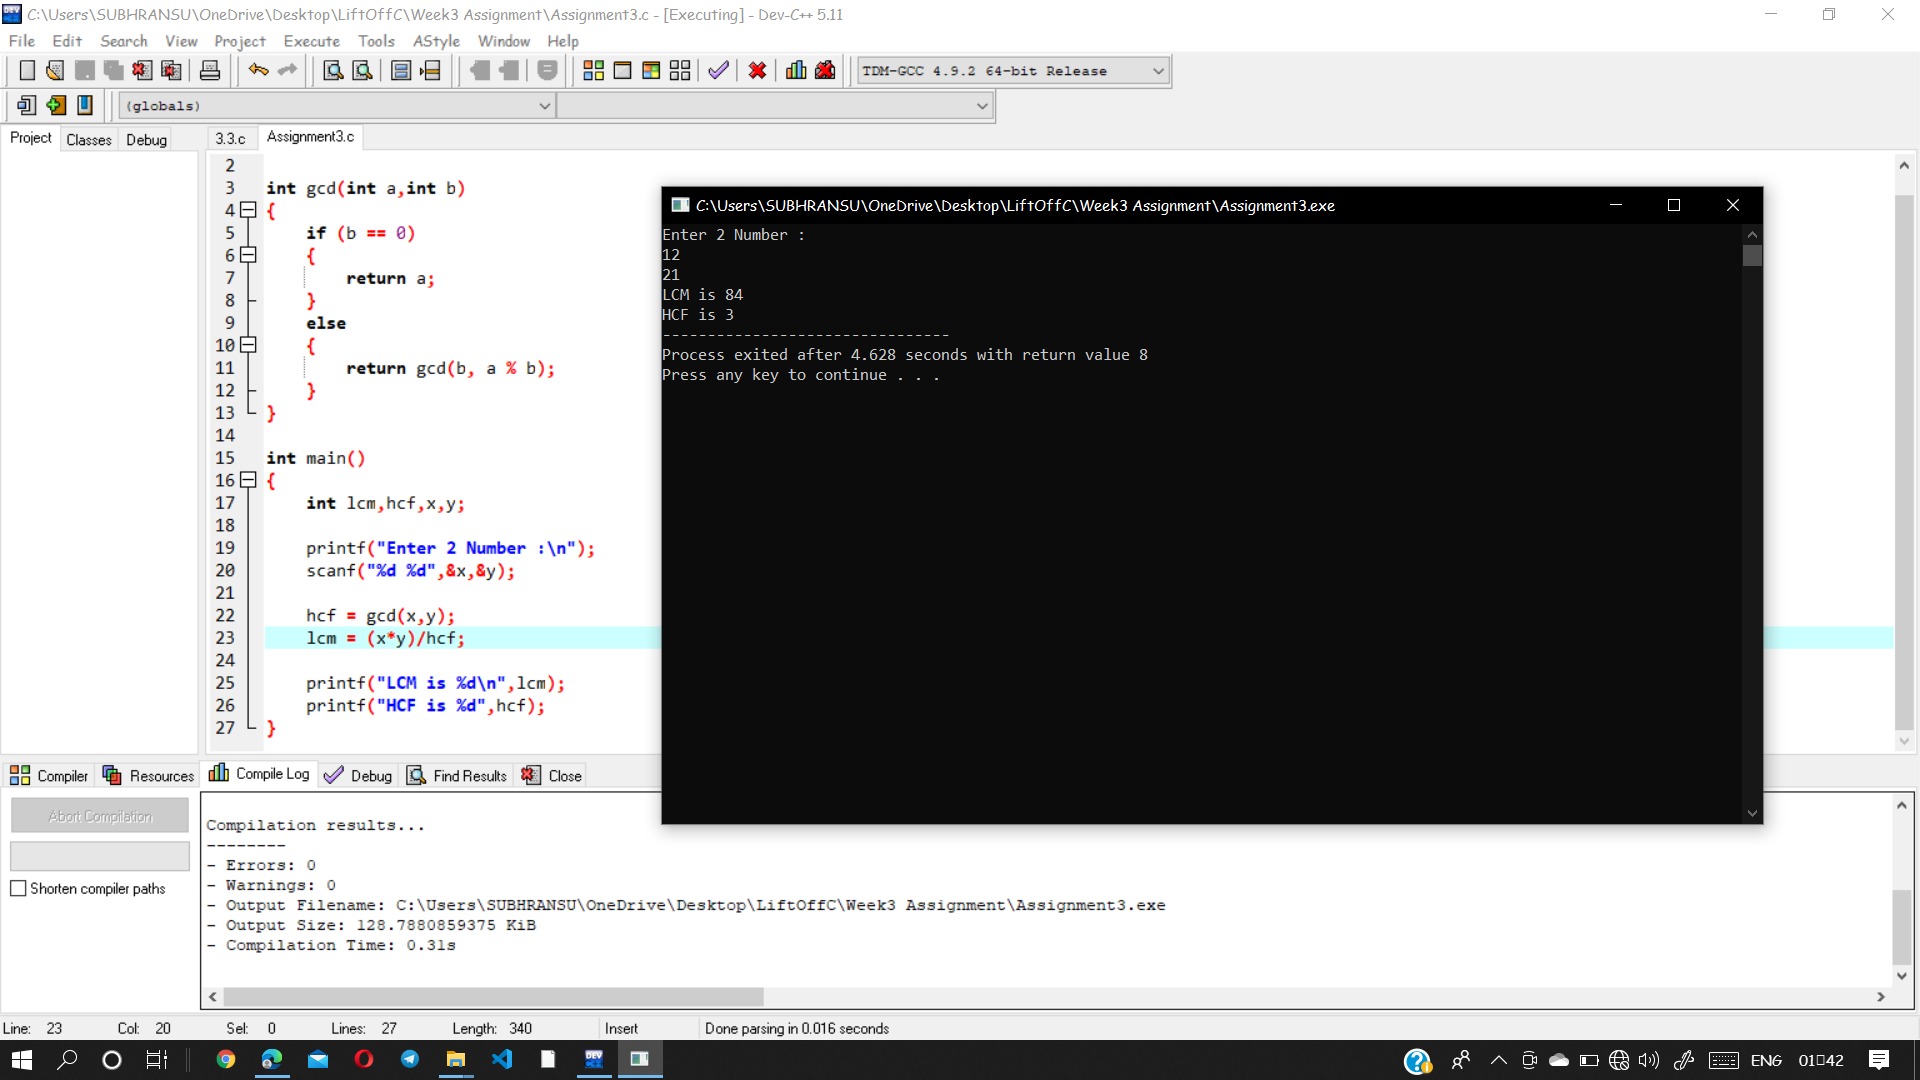 C:\Users\SUBHRANSU\OneDrive\Desktop\LiftOffC\Week3 Assignment\Assignment3.c - [Executing] - Dev-C++ 5.11
File Edit Search View Project Execute Tools AStyle Window Help
TDM-GCC 4.9.2 64-bit Release
(globals)
Project Classes Debug 3.3.c Assignment3.c
2
3 int gcd(int a,int b)
4 {
5 if (b == 0)
6 {
7 return a;
8 }
9 else
10 {
11 return gcd(b, a % b);
12 }
13 }
14
15 int main()
16 {
17 int lcm,hcf,x,y;
18
19 printf("Enter 2 Number :\n");
20 scanf("%d %d",&x,&y);
21
22 hcf = gcd(x,y);
23 lcm = (x*y)/hcf;
24
25 printf("LCM is %d\n",lcm);
26 printf("HCF is %d",hcf);
27 }
C:\Users\SUBHRANSU\OneDrive\Desktop\LiftOffC\Week3 Assignment\Assignment3.exe
Enter 2 Number :
12
21
LCM is 84
HCF is 3
--------------------------------
Process exited after 4.628 seconds with return value 8
Press any key to continue . . .
Compiler Resources Compile Log Debug Find Results Close
Abort Compilation
Shorten compiler paths
Compilation results...
--------
- Errors: 0
- Warnings: 0
- Output Filename: C:\Users\SUBHRANSU\OneDrive\Desktop\LiftOffC\Week3 Assignment\Assignment3.exe
- Output Size: 128.7880859375 KiB
- Compilation Time: 0.31s
Line: 23 Col: 20 Sel: 0 Lines: 27 Length: 340 Insert Done parsing in 0.016 seconds
ENG 01:42